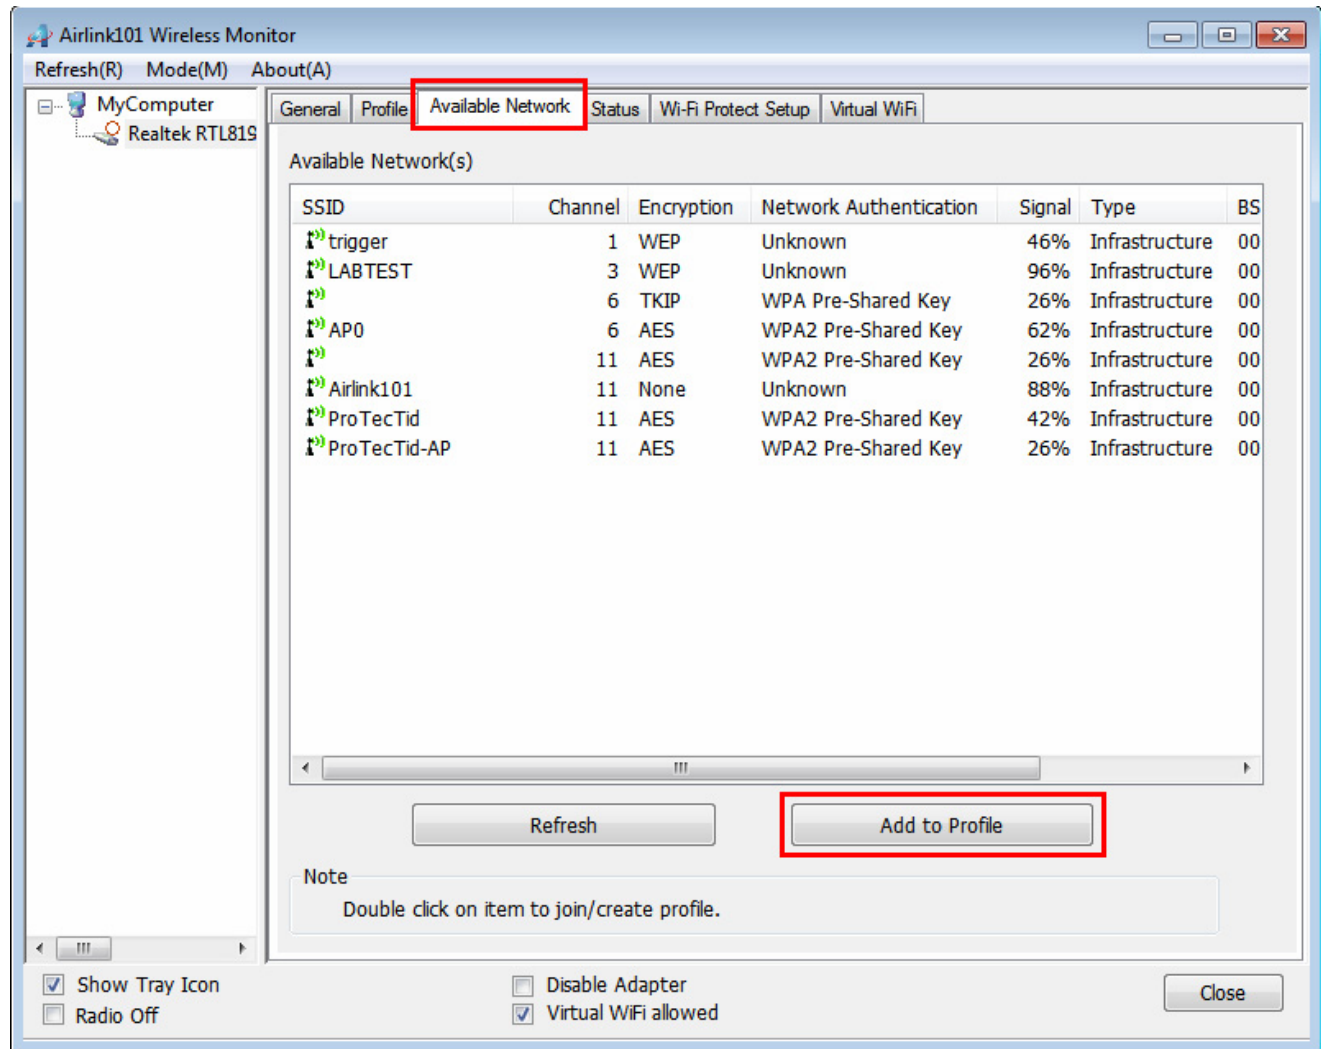 Airlink101 Wireless Monitor
Refresh(R) Mode(M) About(A)
MyComputer
Realtek RTL819
General Profile Available Network Status Wi-Fi Protect Setup Virtual WiFi
Available Network(s)
SSID Channel Encryption Network Authentication Signal Type BS
trigger 1 WEP Unknown 46% Infrastructure 00
LABTEST 3 WEP Unknown 96% Infrastructure 00
6 TKIP WPA Pre-Shared Key 26% Infrastructure 00
AP0 6 AES WPA2 Pre-Shared Key 62% Infrastructure 00
11 AES WPA2 Pre-Shared Key 26% Infrastructure 00
Airlink101 11 None Unknown 88% Infrastructure 00
ProTecTid 11 AES WPA2 Pre-Shared Key 42% Infrastructure 00
ProTecTid-AP 11 AES WPA2 Pre-Shared Key 26% Infrastructure 00
Refresh Add to Profile
Note
Double click on item to join/create profile.
Show Tray Icon Disable Adapter Close
Radio Off Virtual WiFi allowed